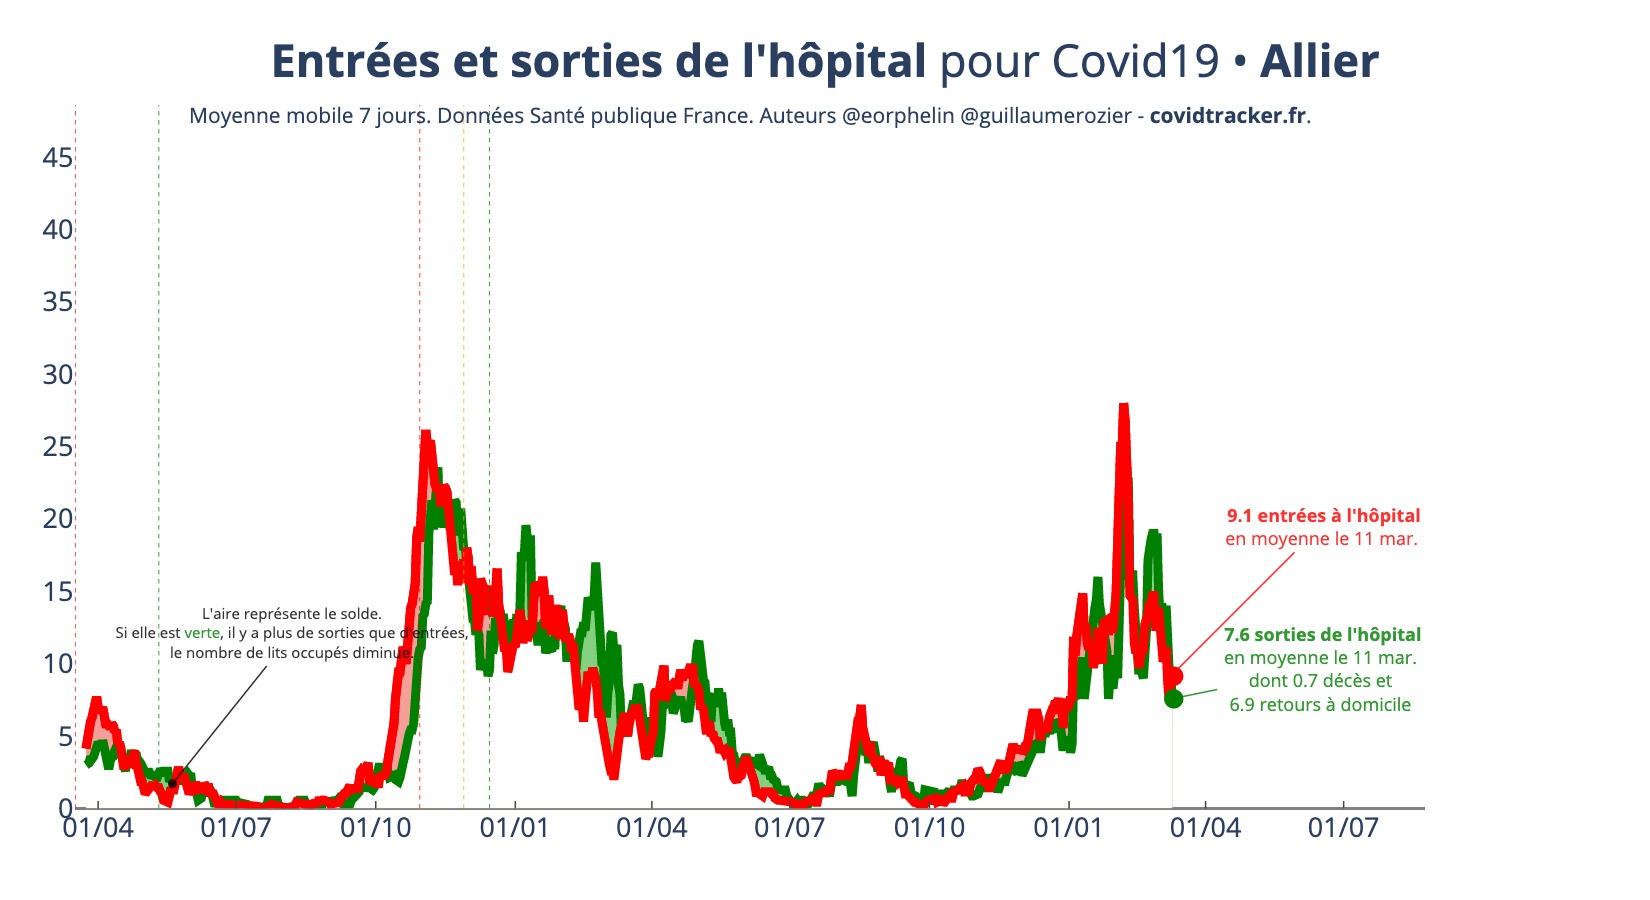 Entrées et sorties de l'hôpital pour Covid19 • Allier
Moyenne mobile 7 jours. Données Santé publique France. Auteurs @eorphelin @guillaumerozier - covidtracker.fr.
45
40
35
30
25
20
15
10
5
0
L'aire représente le solde.
Si elle est verte, il y a plus de sorties que d'entrées,
le nombre de lits occupés diminue.
9.1 entrées à l'hôpital
en moyenne le 11 mar.
7.6 sorties de l'hôpital
en moyenne le 11 mar.
dont 0.7 décès et
6.9 retours à domicile
01/04 01/07 01/10 01/01 01/04 01/07 01/10 01/01 01/04 01/07